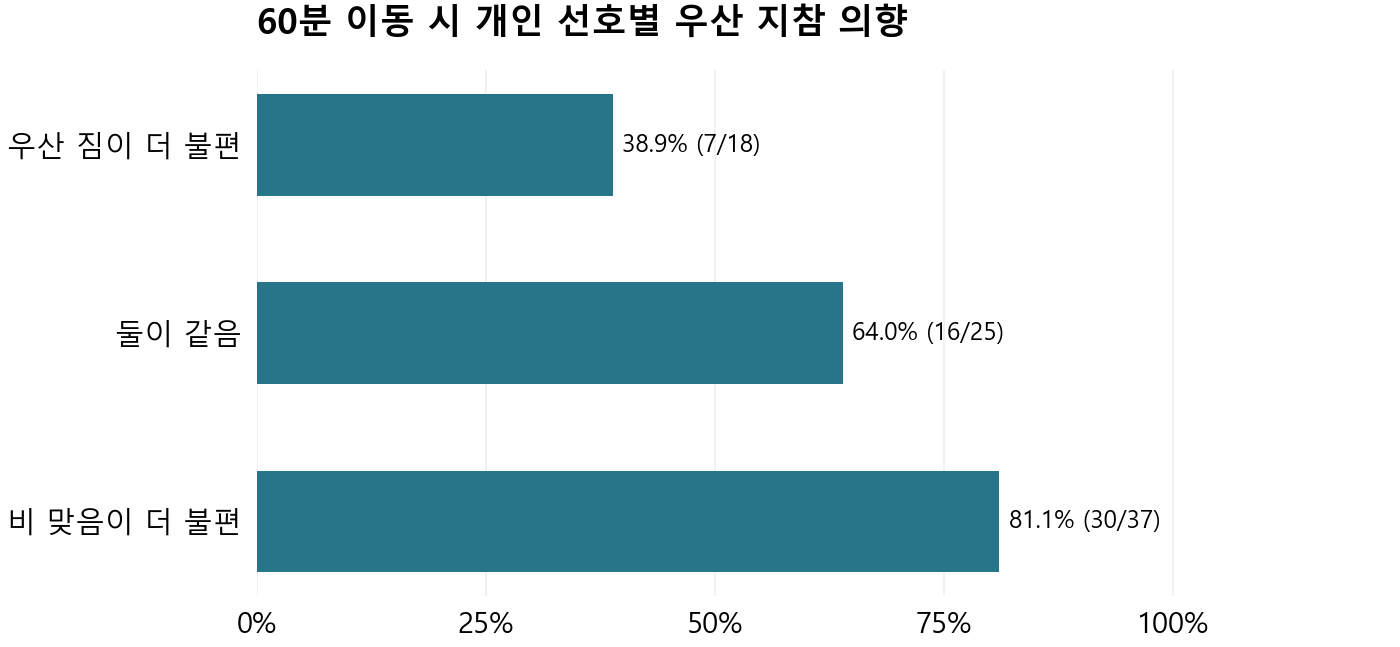 60분 이동 시 개인 선호별 우산 지참 의향
우산 짐이 더 불편
38.9% (7/18)
둘이 같음
64.0% (16/25)
비 맞음이 더 불편
81.1% (30/37)
0%
25%
50%
75%
100%